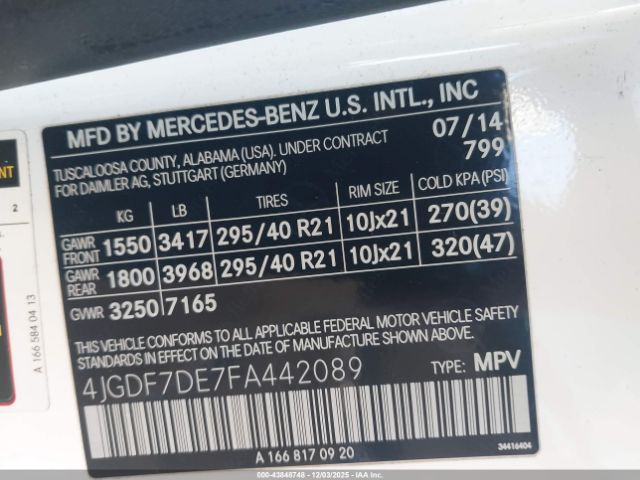 MFD BY MERCEDES-BENZ U.S. INTL., INC
TUSCALOOSA COUNTY, ALABAMA (USA). UNDER CONTRACT 07/14
FOR DAIMLER AG, STUTTGART (GERMANY) 799
KG LB TIRES RIM SIZE COLD KPA (PSI)
GAWR FRONT 1550 3417 295/40 R21 10Jx21 270(39)
GAWR REAR 1800 3968 295/40 R21 10Jx21 320(47)
GVWR 3250 7165
THIS VEHICLE CONFORMS TO ALL APPLICABLE FEDERAL MOTOR VEHICLE SAFETY
STANDARDS IN EFFECT ON THE DATE OF MANUFACTURE SHOWN ABOVE.
4JGDF7DE7FA442089 TYPE: MPV
A 166 817 09 20
34416404
NT
2
A 166 584 04 13
000-43848748 - 12/03/2025 - IAA Inc.